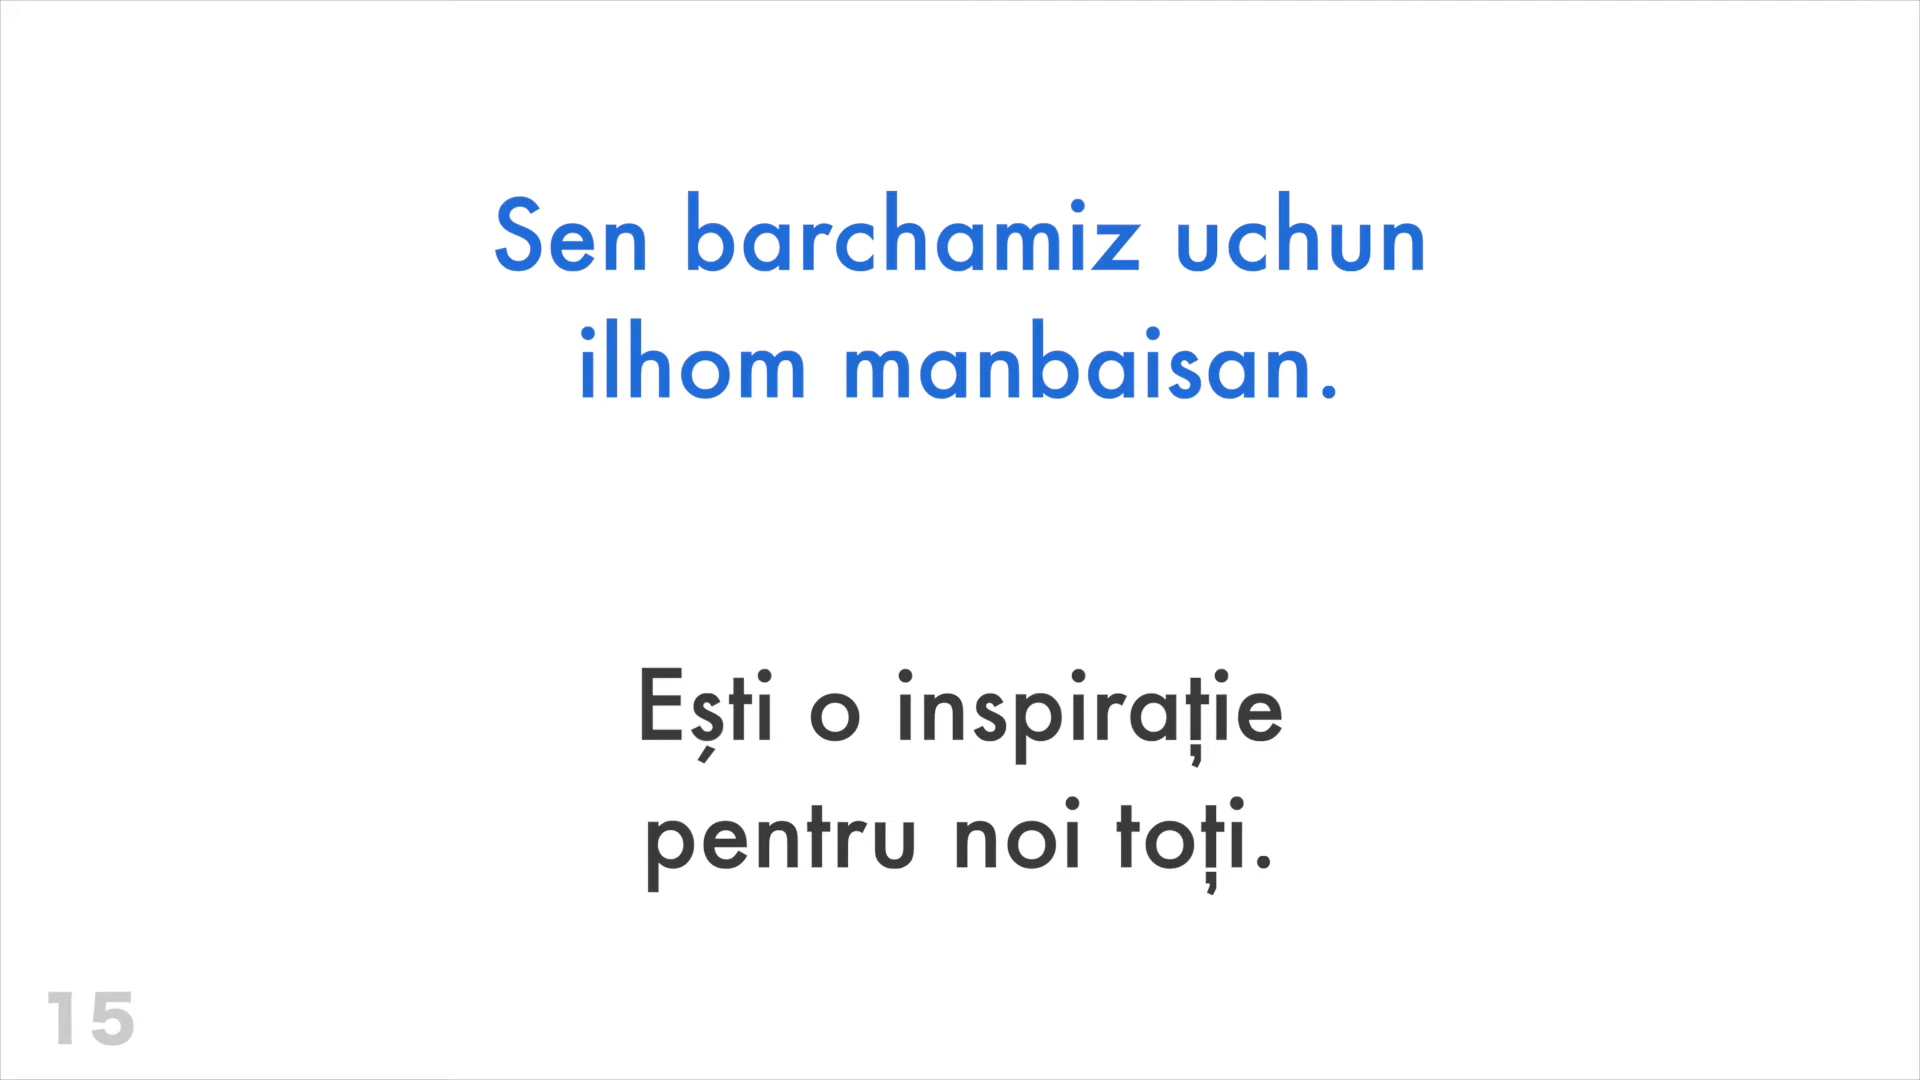 Sen barchamiz uchun
ilhom manbaisan.
Ești o inspirație
pentru noi toți.
15